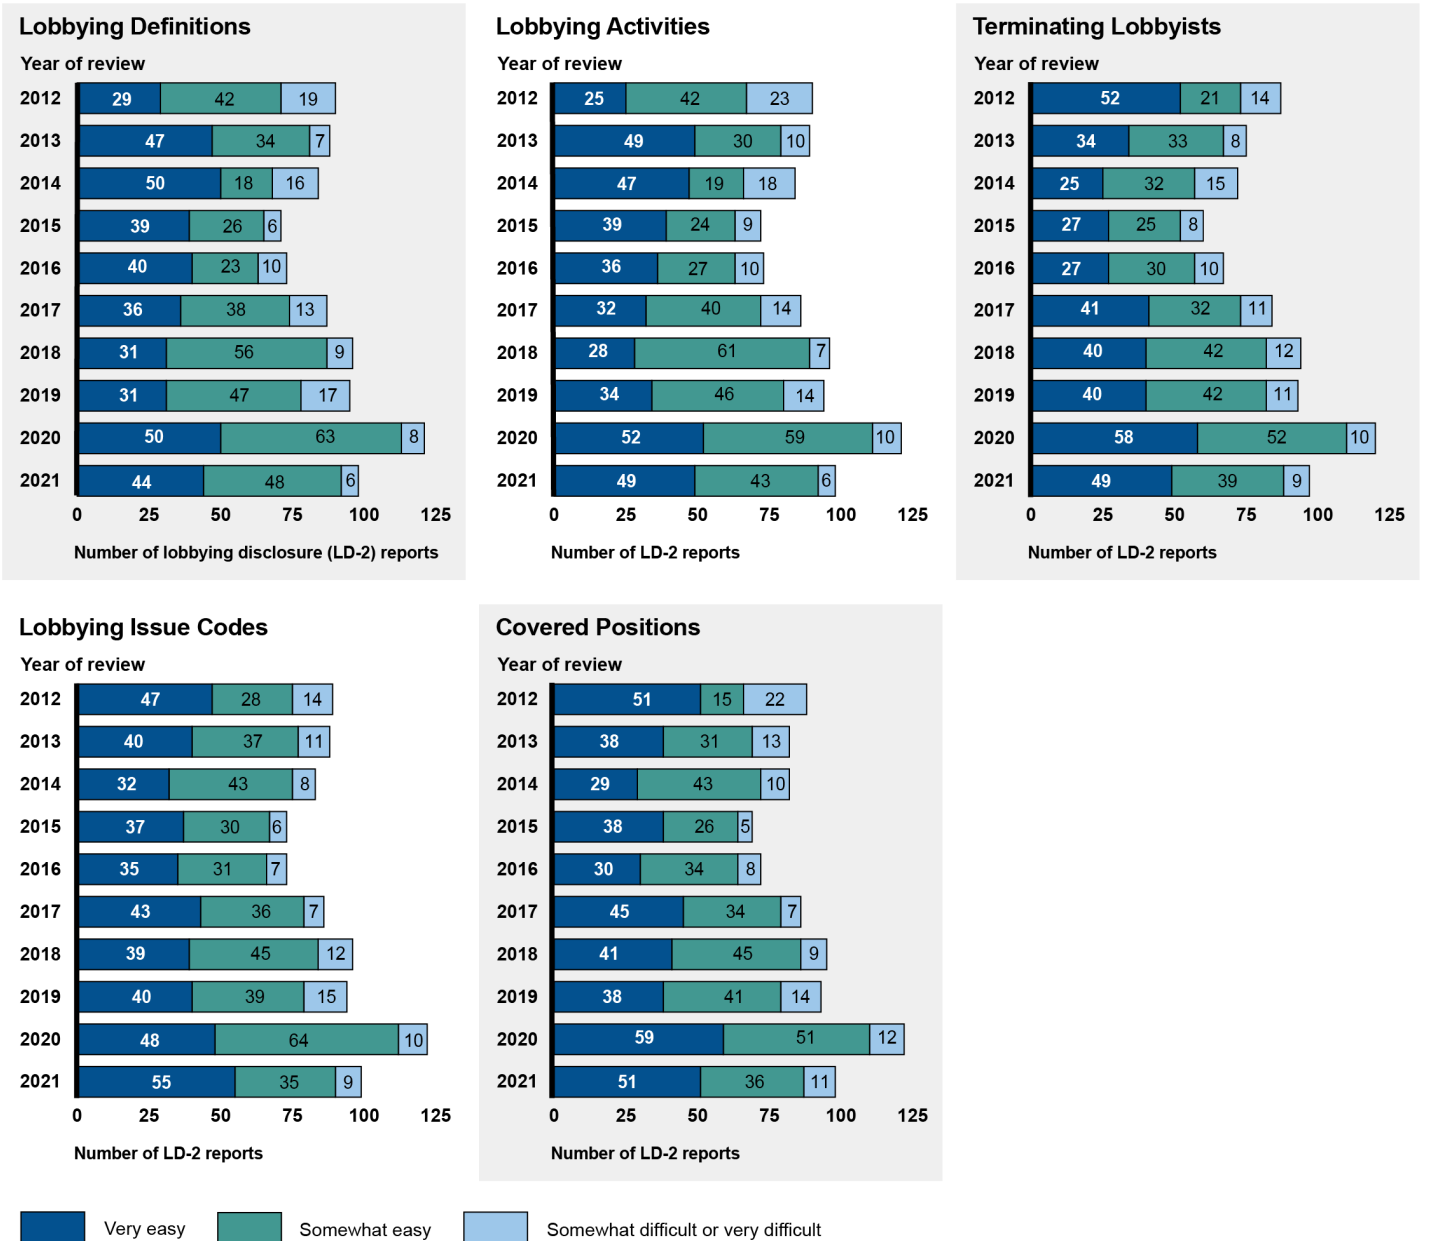 Lobbying Definitions
Year of review
2012 29 42 19
2013 47 34 7
2014 50 18 16
2015 39 26 6
2016 40 23 10
2017 36 38 13
2018 31 56 9
2019 31 47 17
2020 50 63 8
2021 44 48 6
0 25 50 75 100 125
Number of lobbying disclosure (LD-2) reports
Lobbying Activities
Year of review
2012 25 42 23
2013 49 30 10
2014 47 19 18
2015 39 24 9
2016 36 27 10
2017 32 40 14
2018 28 61 7
2019 34 46 14
2020 52 59 10
2021 49 43 6
0 25 50 75 100 125
Number of LD-2 reports
Terminating Lobbyists
Year of review
2012 52 21 14
2013 34 33 8
2014 25 32 15
2015 27 25 8
2016 27 30 10
2017 41 32 11
2018 40 42 12
2019 40 42 11
2020 58 52 10
2021 49 39 9
0 25 50 75 100 125
Number of LD-2 reports
Lobbying Issue Codes
Year of review
2012 47 28 14
2013 40 37 11
2014 32 43 8
2015 37 30 6
2016 35 31 7
2017 43 36 7
2018 39 45 12
2019 40 39 15
2020 48 64 10
2021 55 35 9
0 25 50 75 100 125
Number of LD-2 reports
Covered Positions
Year of review
2012 51 15 22
2013 38 31 13
2014 29 43 10
2015 38 26 5
2016 30 34 8
2017 45 34 7
2018 41 45 9
2019 38 41 14
2020 59 51 12
2021 51 36 11
0 25 50 75 100 125
Number of LD-2 reports
Very easy Somewhat easy Somewhat difficult or very difficult